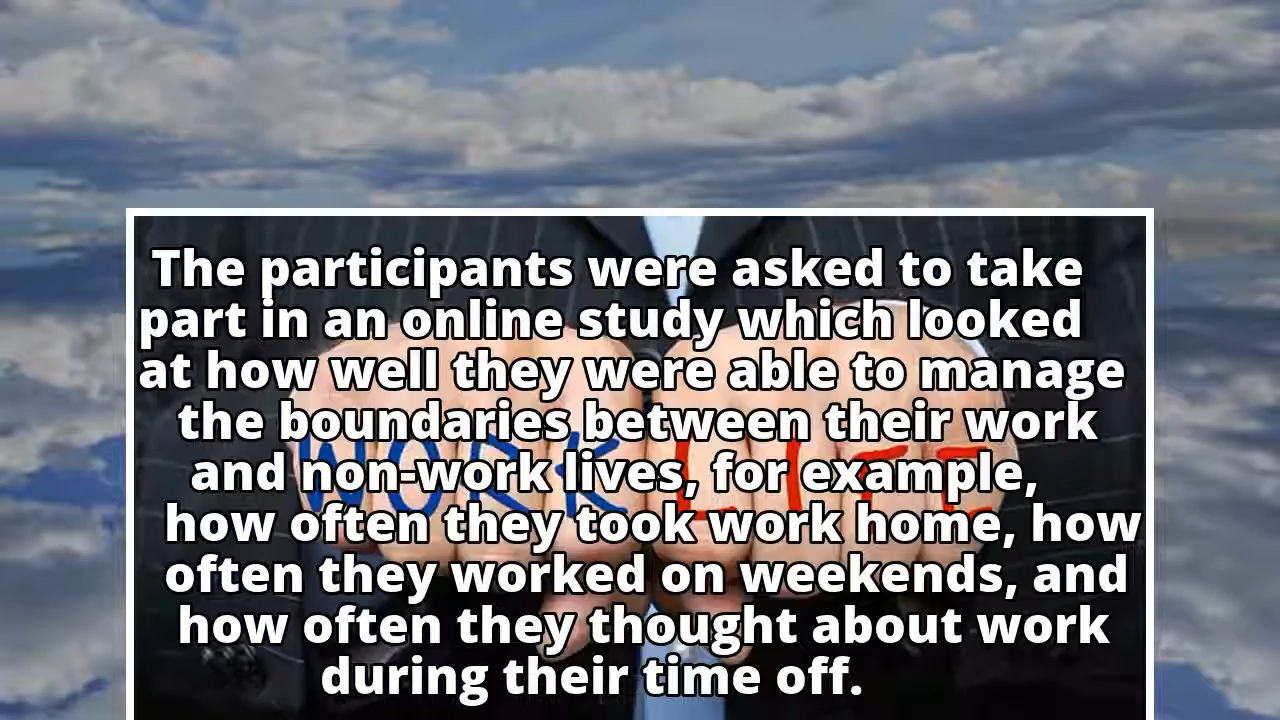 The participants were asked to take
part in an online study which looked
at how well they were able to manage
the boundaries between their work
and non-work lives, for example,
how often they took work home, how
often they worked on weekends, and
how often they thought about work
during their time off.
WORK LIFE